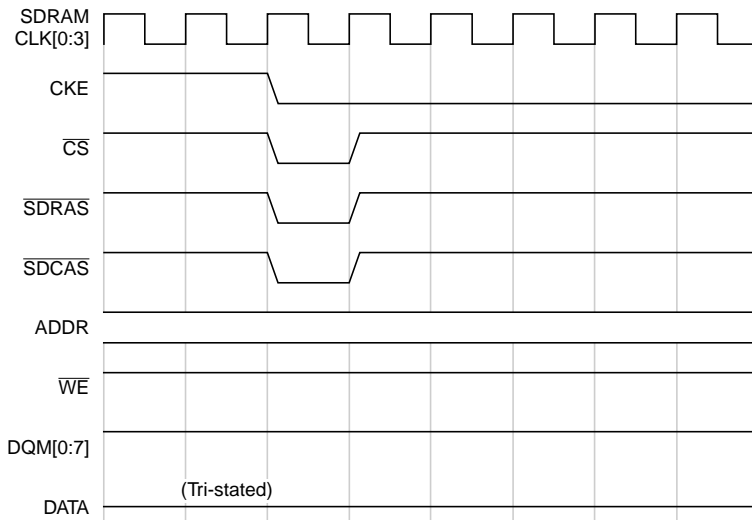 SDRAM
CLK[0:3]
CKE
CS
SDRAS
SDCAS
ADDR
WE
DQM[0:7]
(Tri-stated)
DATA